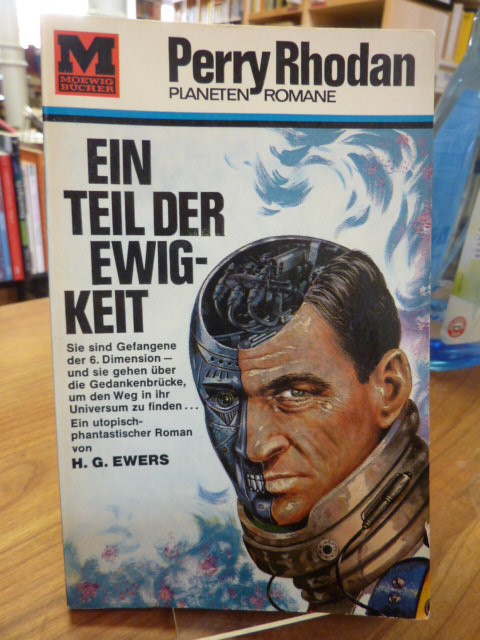 M
MOEWIG
BÜCHER
Perry Rhodan
PLANETEN ROMANE
EIN
TEIL DER
EWIG-
KEIT
Sie sind Gefangene
der 6. Dimension —
und sie gehen über
die Gedankenbrücke,
um den Weg in ihr
Universum zu finden...
Ein utopisch-
phantastischer Roman
von
H. G. EWERS